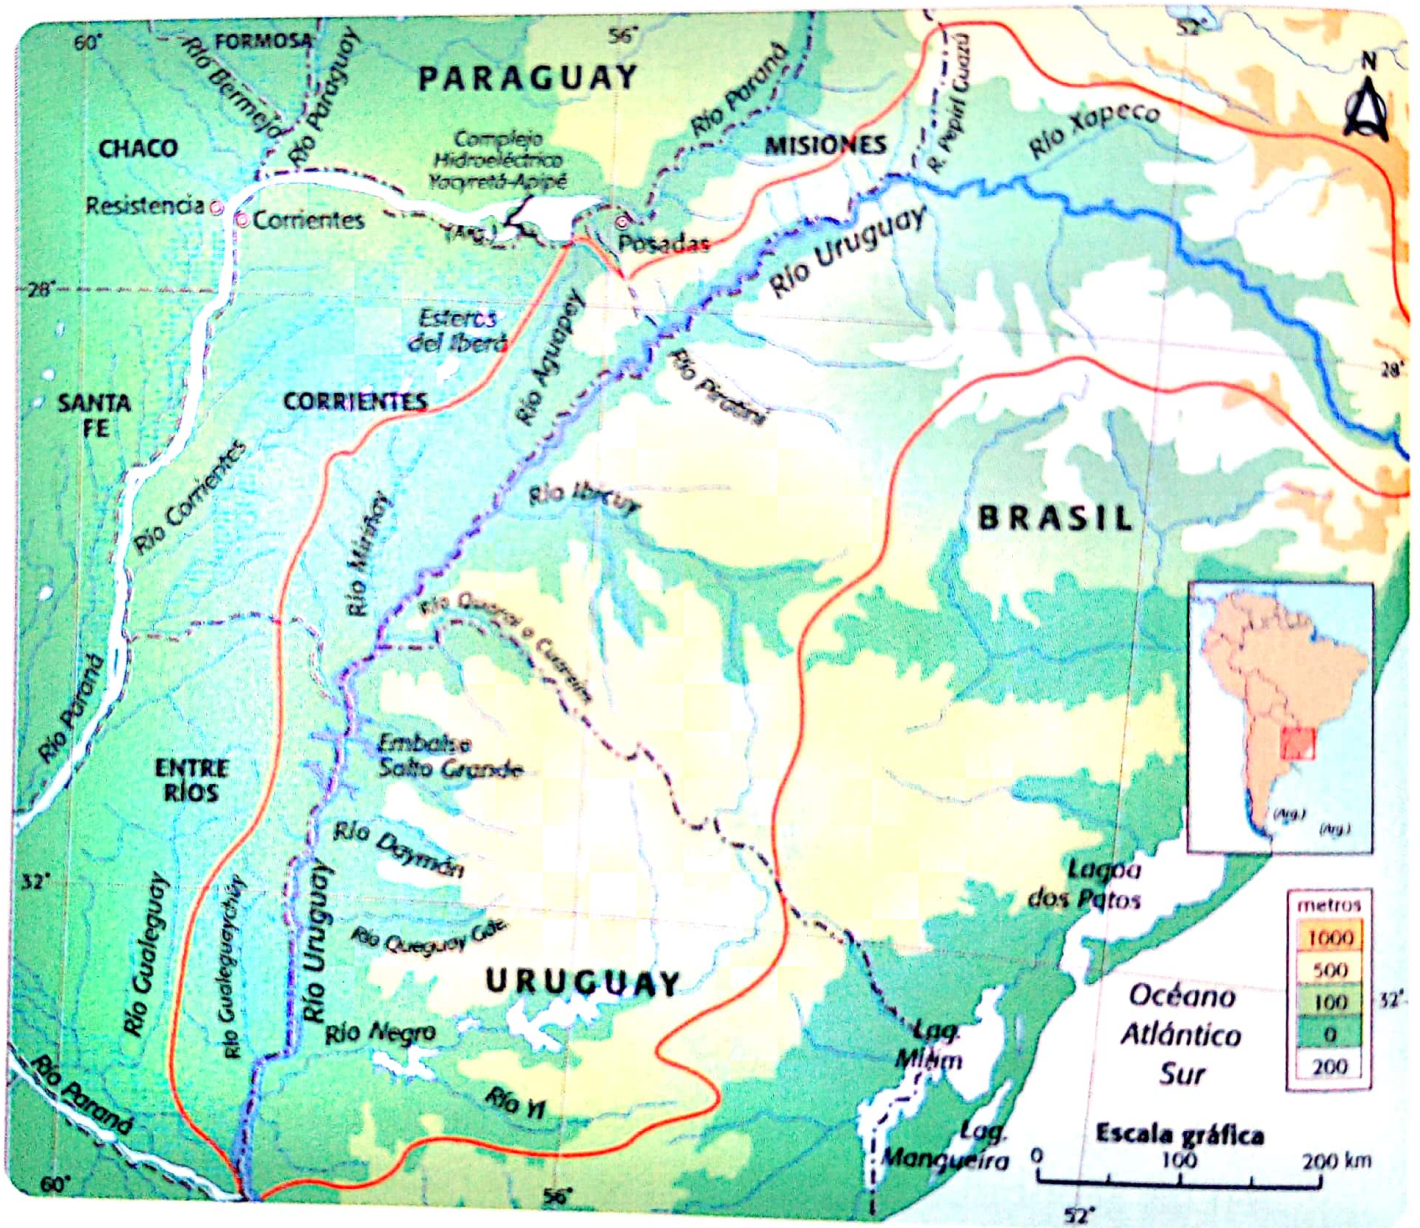 60°
FORMOSA
56°
52°
N
Río Bermejo
Río Paraguay
PARAGUAY
Río Paraná
R. Pepirí Guazú
Río Xapeco
CHACO
Complejo
Hidroeléctrico
Yacyretá-Apipé
MISIONES
Resistencia
Corrientes
(Arg.)
Posadas
Río Uruguay
28°
Esteros
del Iberá
Río Aguapey
Río Piratiní
28°
SANTA
FE
CORRIENTES
Río Corrientes
Río Miriñay
Río Ibicuy
BRASIL
Río Quaraí o Cuareim
Río Paraná
ENTRE
RÍOS
Embalse
Salto Grande
(Arg.)
(Arg.)
Río Daymán
32°
Río Gualeguay
Río Gualeguaychú
Río Uruguay
Río Queguay Gde.
Lagoa
dos Patos
metros
1000
500
100
0
200
URUGUAY
Río Negro
Océano
Atlántico
Sur
32°
Lag.
Mirim
Río Paraná
Río Yí
Lag.
Mangueira
Escala gráfica
0 100 200 km
60°
56°
52°